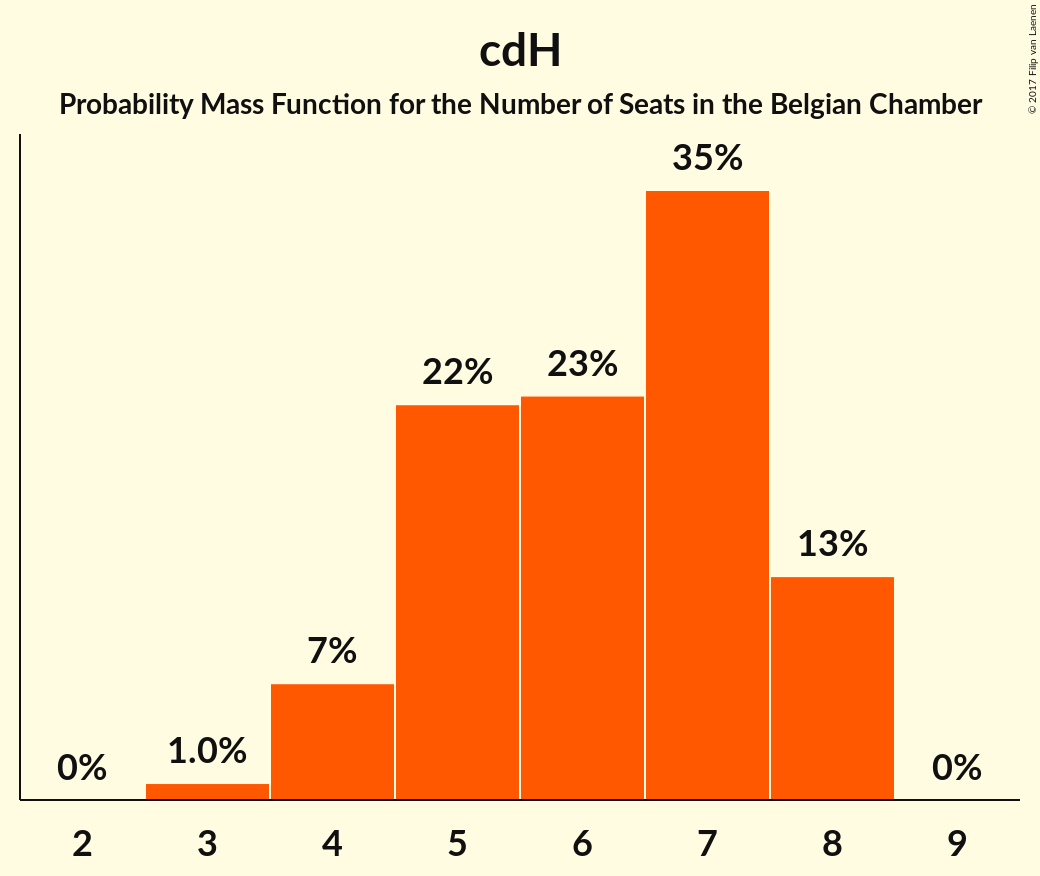 cdH
Probability Mass Function for the Number of Seats in the Belgian Chamber
© 2017 Filip van Laenen
0% 1.0% 7% 22% 23% 35% 13% 0%
2 3 4 5 6 7 8 9